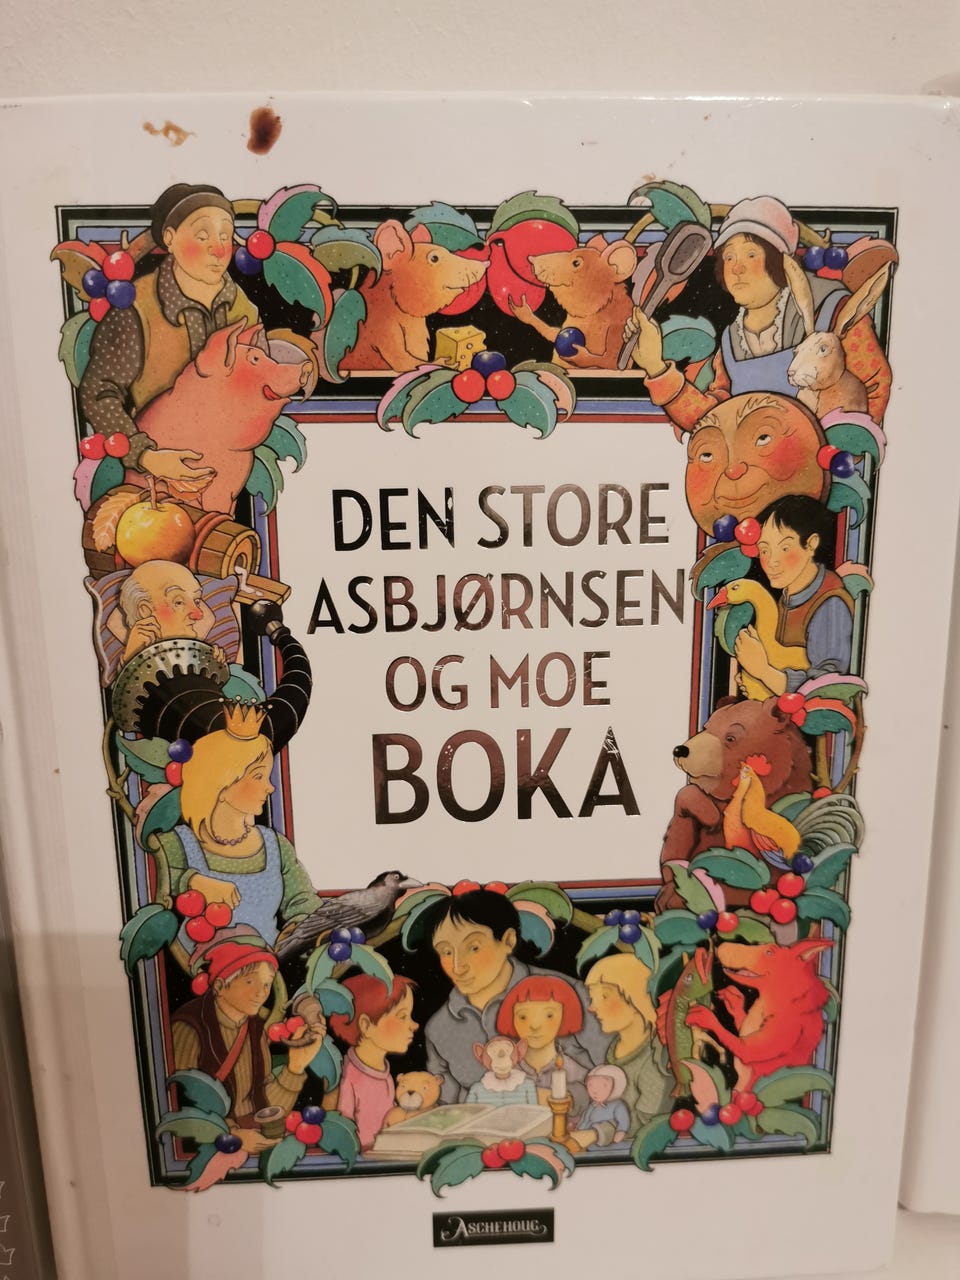 DEN STORE
ASBJØRNSEN
OG MOE
BOKA
ASCHEHOUG